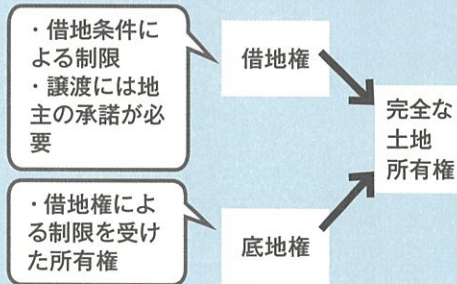 ・借地条件に
よる制限
・譲渡には地
主の承諾が必
要
借地権
完全な
土地
所有権
・借地権によ
る制限を受け
た所有権
底地権